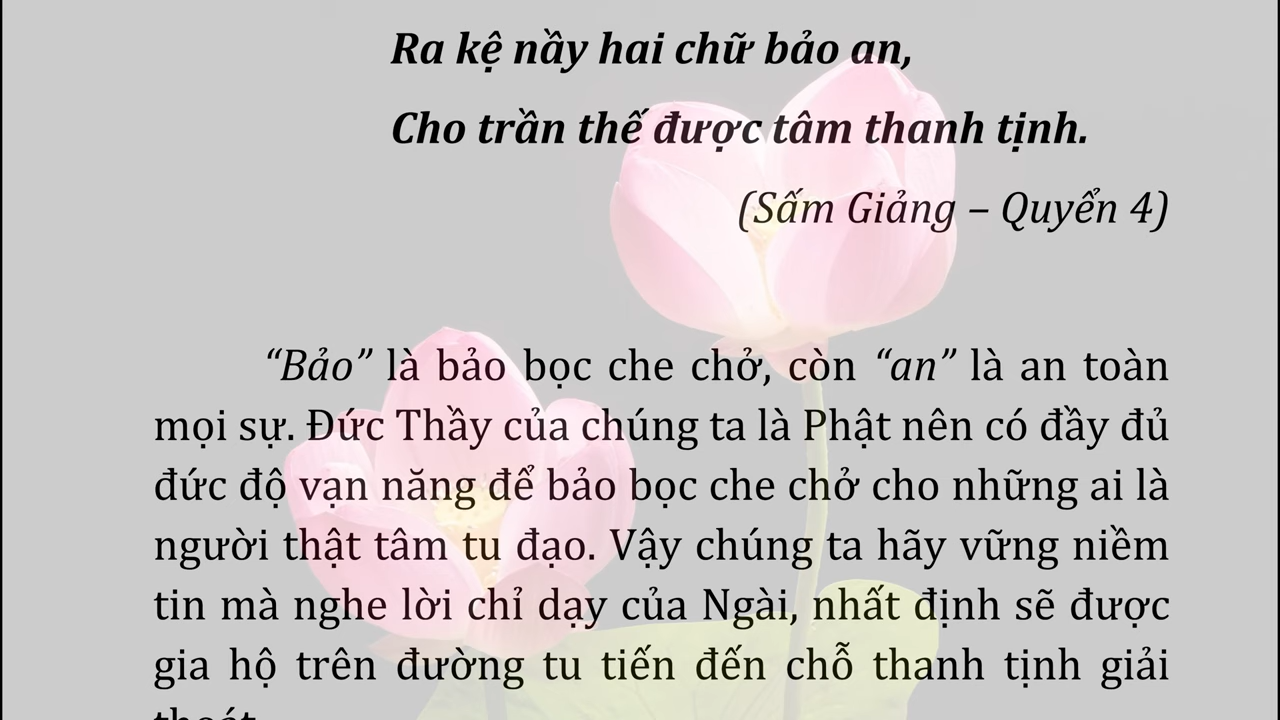 Ra kệ nầy hai chữ bảo an,
Cho trần thế được tâm thanh tịnh.
(Sấm Giảng – Quyển 4)
“Bảo” là bảo bọc che chở, còn “an” là an toàn
mọi sự. Đức Thầy của chúng ta là Phật nên có đầy đủ
đức độ vạn năng để bảo bọc che chở cho những ai là
người thật tâm tu đạo. Vậy chúng ta hãy vững niềm
tin mà nghe lời chỉ dạy của Ngài, nhất định sẽ được
gia hộ trên đường tu tiến đến chỗ thanh tịnh giải